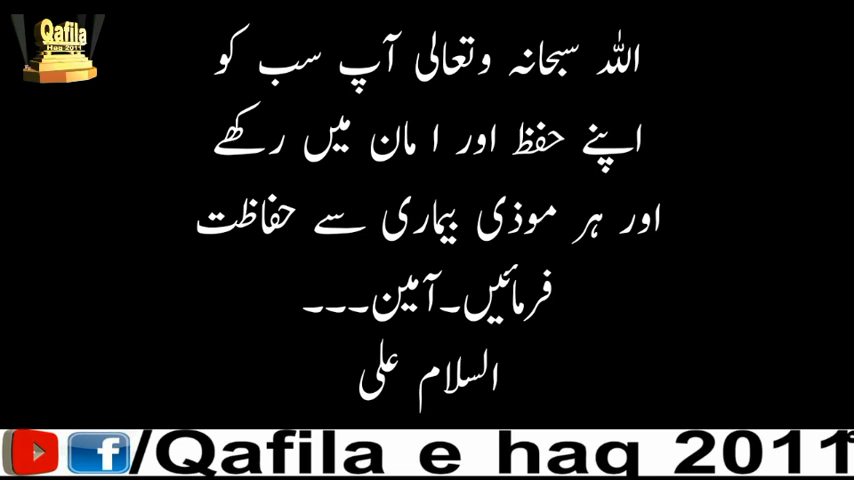 Qafila
Haq 2011
اللہ سبحانہ وتعالی آپ سب کو
اپنے حفظ اور ا مان میں رکھے
اور ہر موذی بیماری سے حفاظت
فرمائیں۔آمین۔۔۔
السلام علی
/Qafila e haq 2011